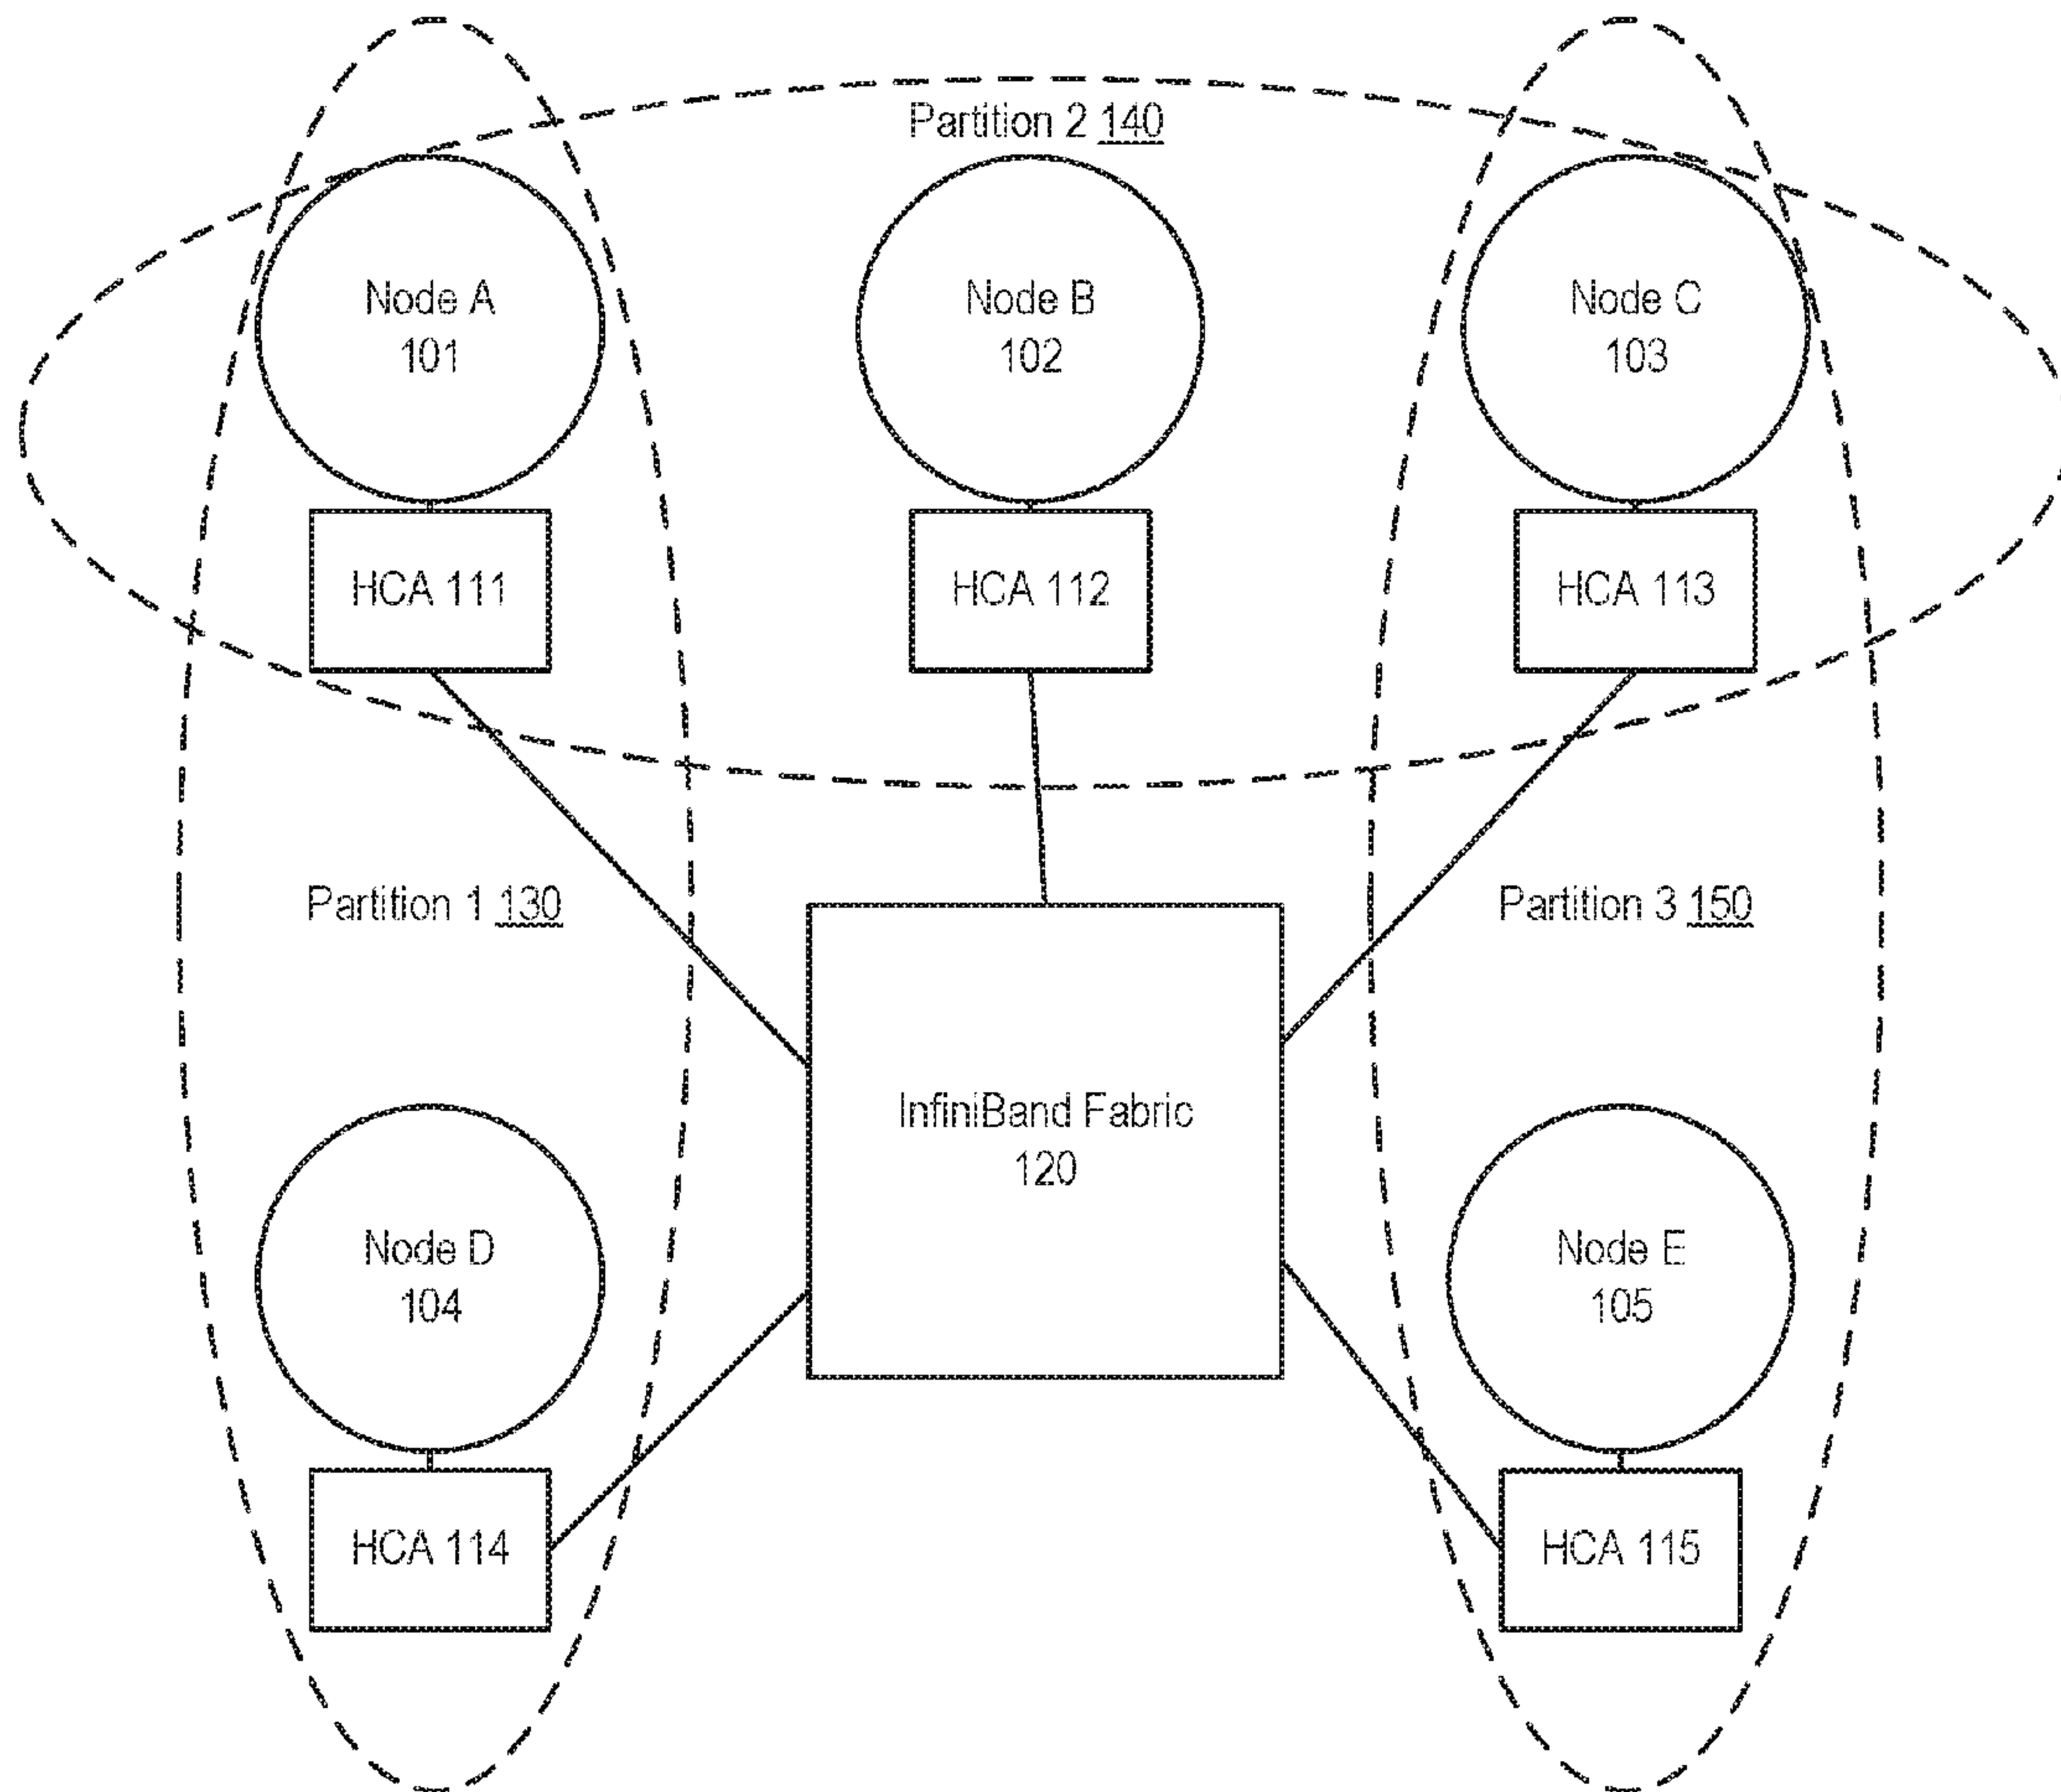 Partition 2 140
Node A
101
Node B
102
Node C
103
HCA 111
HCA 112
HCA 113
Partition 1 130
Partition 3 150
InfiniBand Fabric
120
Node D
104
Node E
105
HCA 114
HCA 115